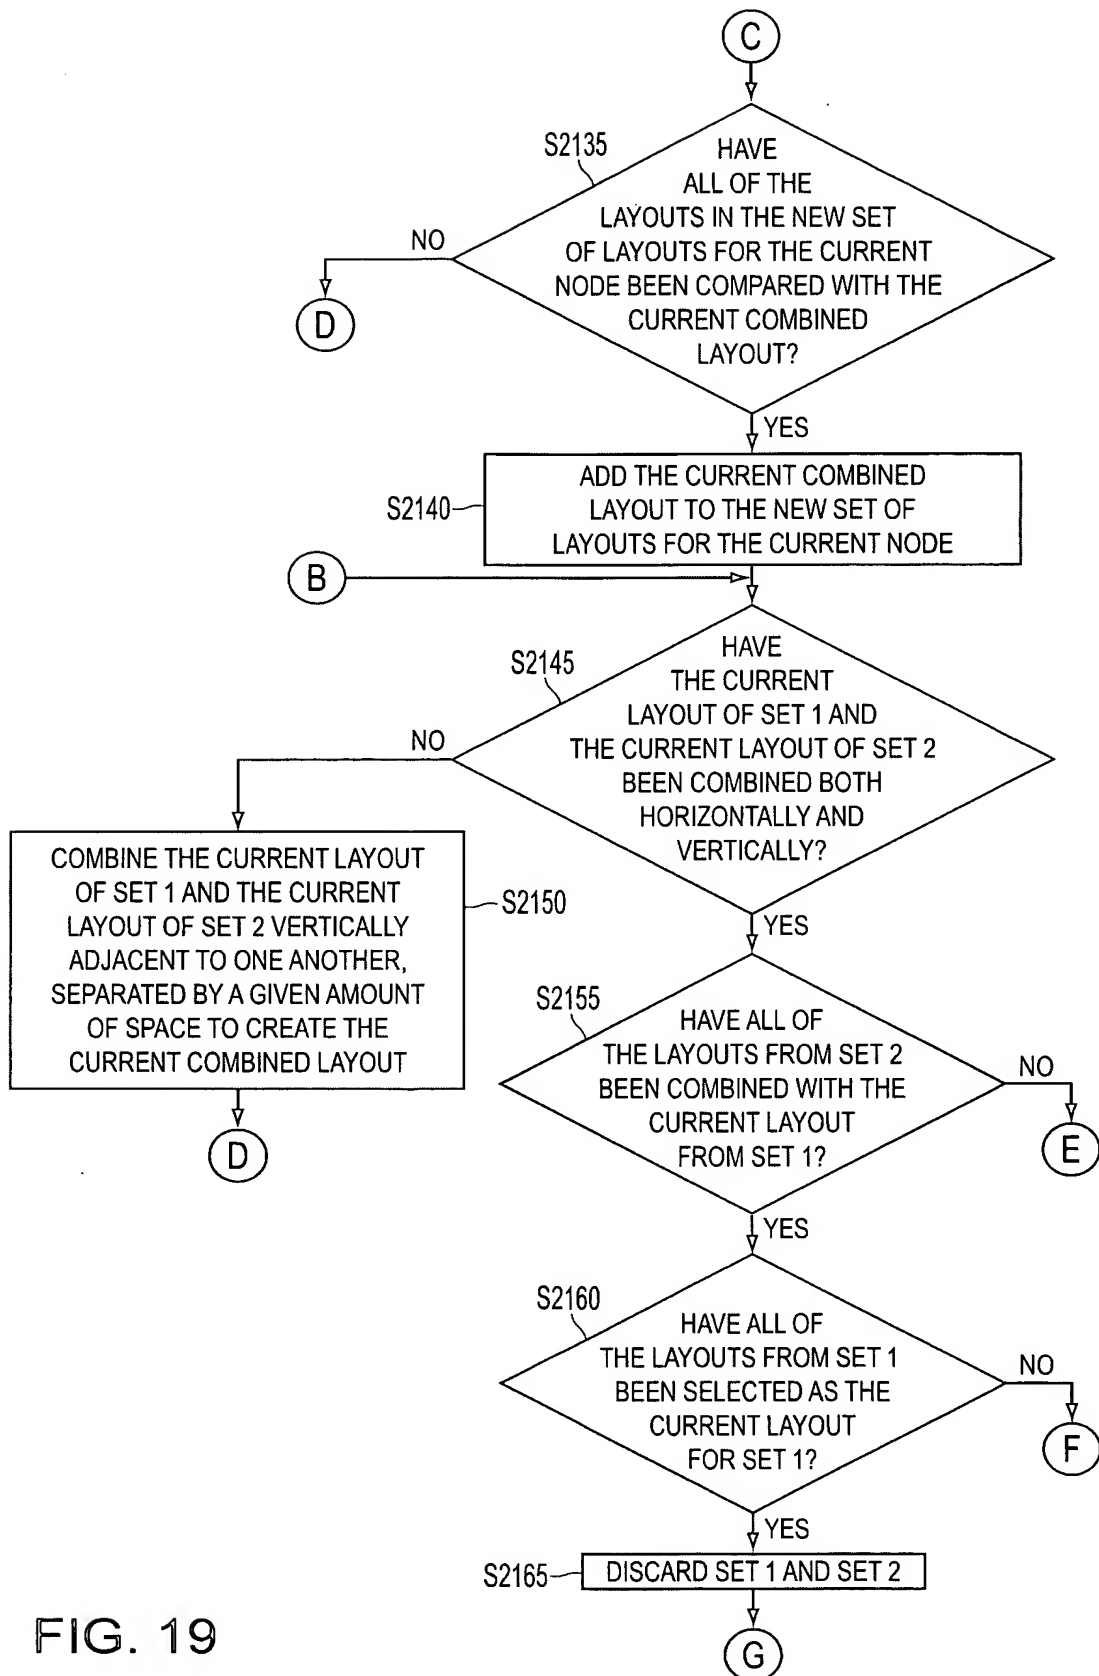 C
S2135
HAVE
ALL OF THE
LAYOUTS IN THE NEW SET
OF LAYOUTS FOR THE CURRENT
NODE BEEN COMPARED WITH THE
CURRENT COMBINED
LAYOUT?
NO
D
YES
S2140
ADD THE CURRENT COMBINED
LAYOUT TO THE NEW SET OF
LAYOUTS FOR THE CURRENT NODE
B
S2145
HAVE
THE CURRENT
LAYOUT OF SET 1 AND
THE CURRENT LAYOUT OF SET 2
BEEN COMBINED BOTH
HORIZONTALLY AND
VERTICALLY?
NO
COMBINE THE CURRENT LAYOUT
OF SET 1 AND THE CURRENT
LAYOUT OF SET 2 VERTICALLY
ADJACENT TO ONE ANOTHER,
SEPARATED BY A GIVEN AMOUNT
OF SPACE TO CREATE THE
CURRENT COMBINED LAYOUT
S2150
D
YES
S2155
HAVE ALL OF
THE LAYOUTS FROM SET 2
BEEN COMBINED WITH THE
CURRENT LAYOUT
FROM SET 1?
NO
E
YES
S2160
HAVE ALL OF
THE LAYOUTS FROM SET 1
BEEN SELECTED AS THE
CURRENT LAYOUT
FOR SET 1?
NO
F
YES
S2165
DISCARD SET 1 AND SET 2
G
FIG. 19